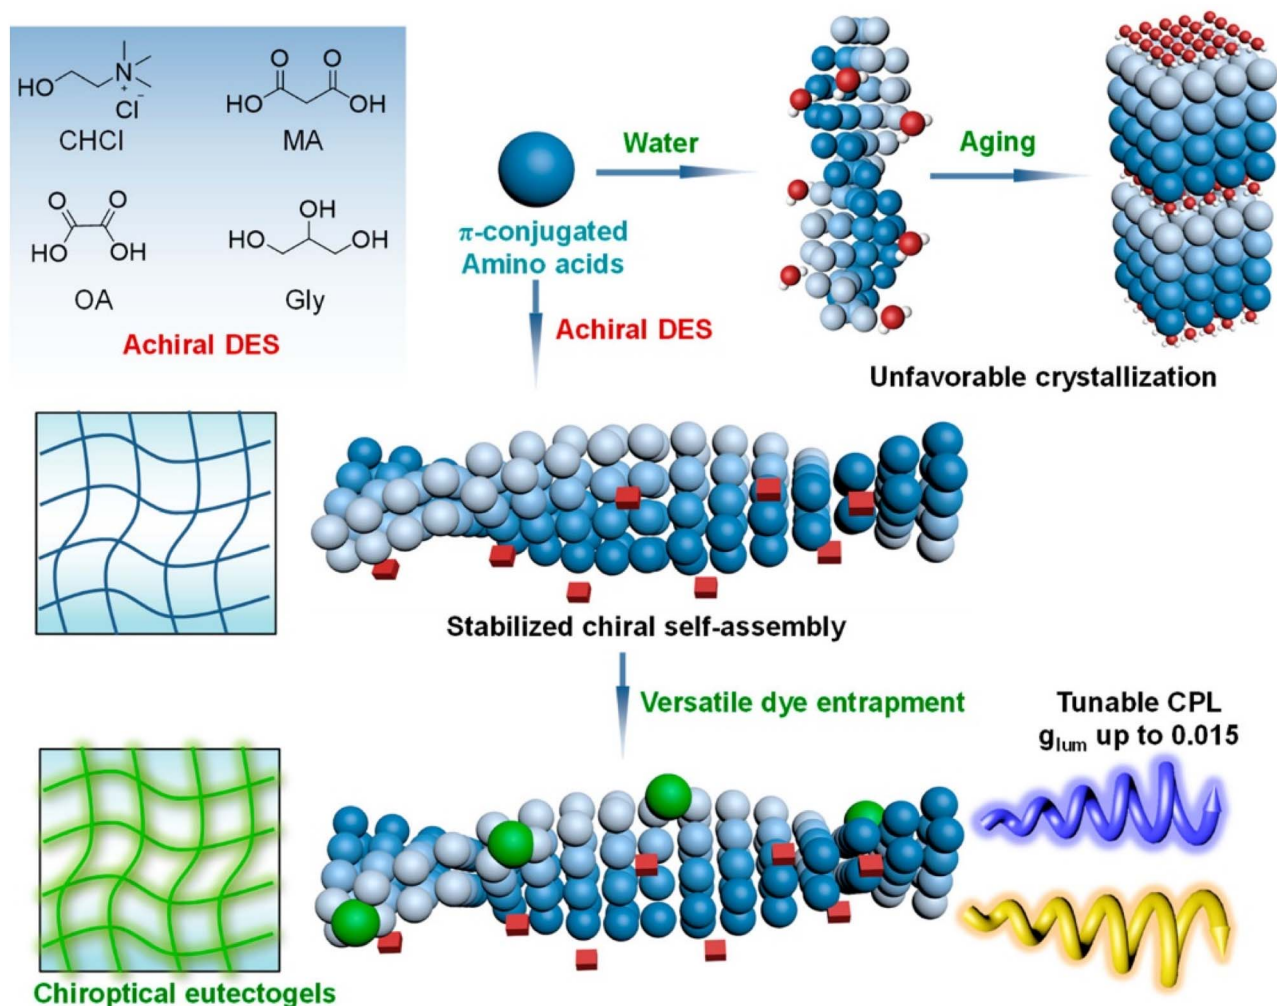 HO
N
+
Cl
−
CHCl
O
O
HO
OH
MA
O
O
HO
OH
OA
OH
HO
OH
Gly
Achiral DES
π-conjugated
Amino acids
Water
Aging
Unfavorable crystallization
Achiral DES
Stabilized chiral self-assembly
Versatile dye entrapment
Tunable CPL
glum up to 0.015
Chiroptical eutectogels